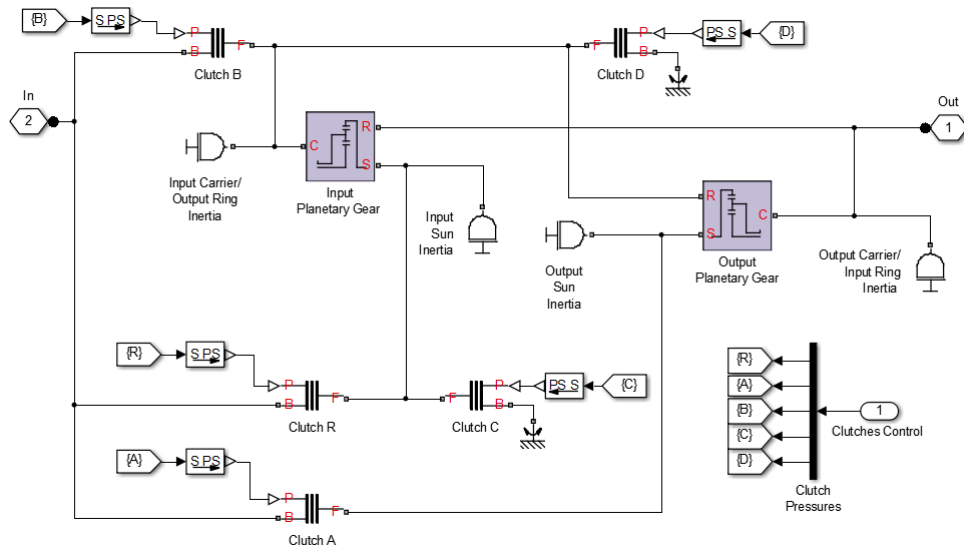 {B}
S PS
P
B
F
Clutch B
F
P
B
Clutch D
PS S
{D}
In
2
Out
1
C
R
S
Input Carrier/
Output Ring
Inertia
Input
Planetary Gear
Input
Sun
Inertia
R
S
C
Output
Sun
Inertia
Output
Planetary Gear
Output Carrier/
Input Ring
Inertia
{R}
S PS
P
B
F
Clutch R
F
P
B
Clutch C
PS S
{C}
{A}
S PS
P
B
F
Clutch A
{R}
{A}
{B}
{C}
{D}
1
Clutches Control
Clutch
Pressures